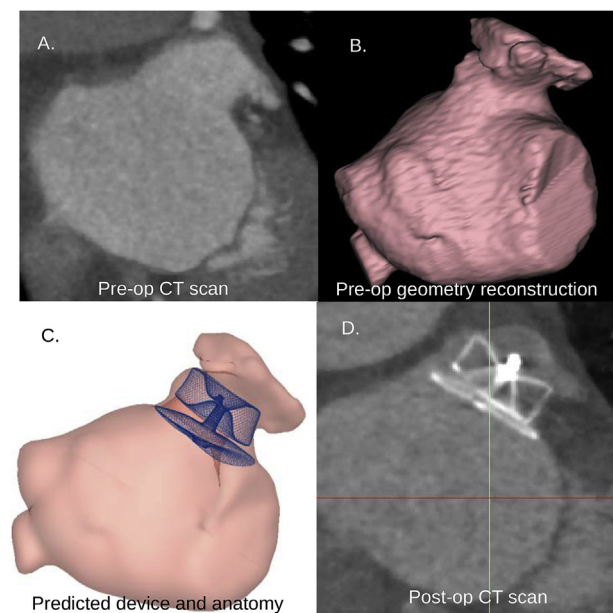 A.
B.
Pre-op CT scan
Pre-op geometry reconstruction
C.
D.
Predicted device and anatomy
Post-op CT scan